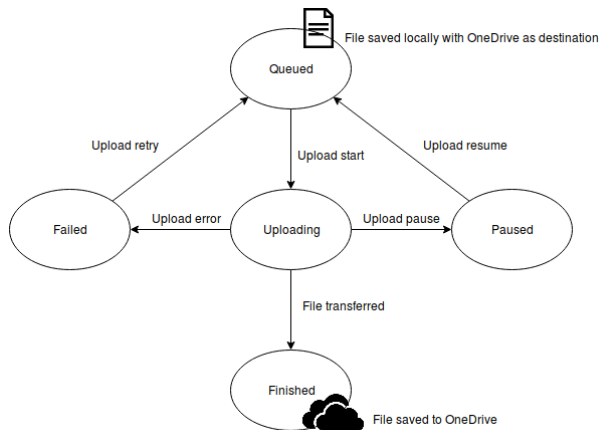 File saved locally with OneDrive as destination
Queued
Upload retry
Upload start
Upload resume
Failed
Upload error
Uploading
Upload pause
Paused
File transferred
Finished
File saved to OneDrive